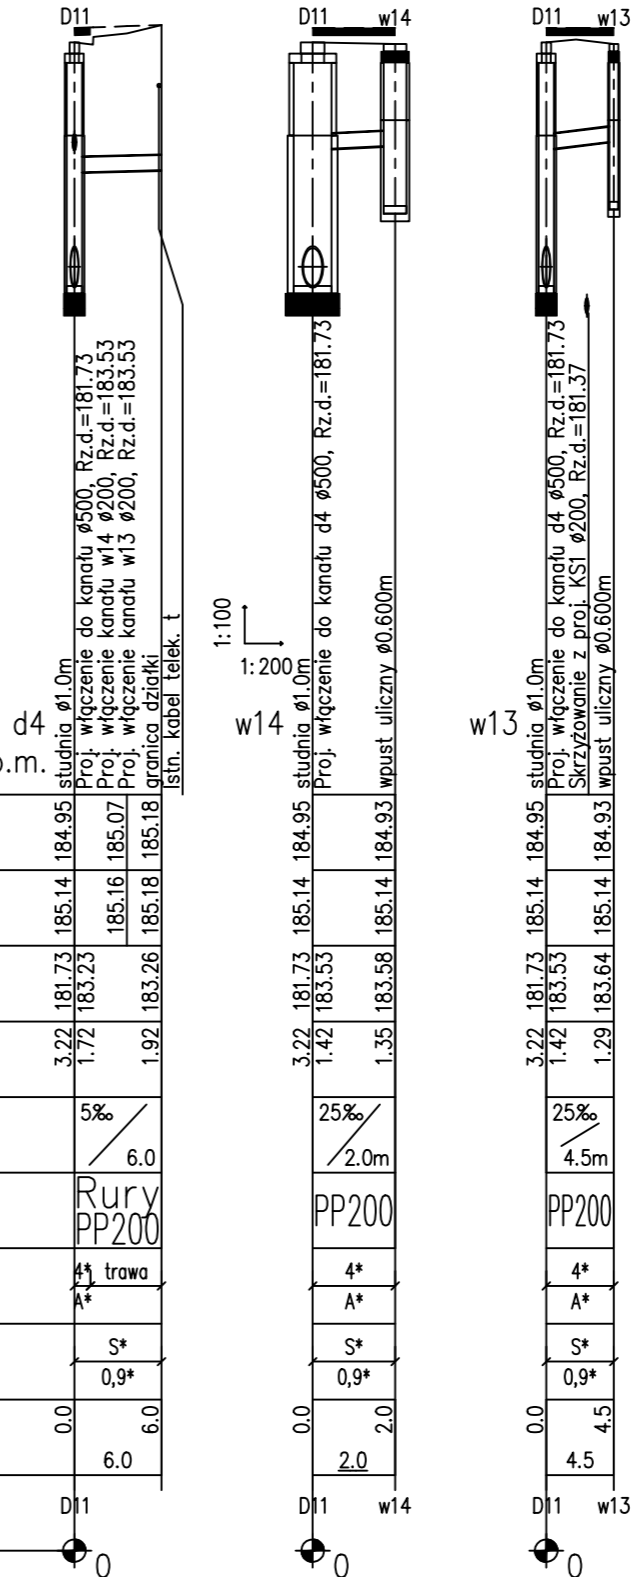 D11
D11 w14
D11 w13
d4
p.m.
studnia ø1.0m
Proj. włączenie do kanału ø500, Rz.d.=181.73
Proj. włączenie kanału w14 ø200, Rz.d.=183.53
Proj. włączenie kanału w13 ø200, Rz.d.=183.53
granica działki
Istn. kabel telek. t
1:100
1:200
w14
studnia ø1.0m
Proj. włączenie do kanału d4 ø500, Rz.d.=181.73
wpust uliczny ø0.600m
w13
studnia ø1.0m
Proj. włączenie do kanału d4 ø500, Rz.d.=181.73
Skrzyżowanie z proj. KS1 ø200, Rz.d.=181.37
wpust uliczny ø0.600m
184.95 185.07 185.18
184.95 184.93
184.95 184.93
185.14 185.16 185.18
185.14 185.14
185.14 185.14
181.73 183.23 183.26
181.73 183.53 183.58
181.73 183.53 183.64
3.22 1.72 1.92
3.22 1.42 1.35
3.22 1.42 1.29
5‰
6.0
25‰
2.0m
25‰
4.5m
Rury
PP200
PP200
PP200
4* trawa
A*
4*
A*
4*
A*
S*
0,9*
S*
0,9*
S*
0,9*
0.0 6.0
0.0 2.0
0.0 4.5
6.0
2.0
4.5
D11
D11 w14
D11 w13
0
0
0